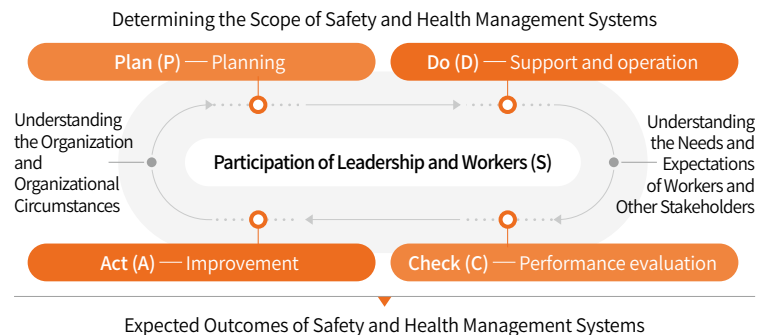 Determining the Scope of Safety and Health Management Systems
Plan (P) — Planning
Do (D) — Support and operation
Understanding
the Organization
and
Organizational
Circumstances
Participation of Leadership and Workers (S)
Understanding
the Needs and
Expectations
of Workers and
Other Stakeholders
Act (A) — Improvement
Check (C) — Performance evaluation
Expected Outcomes of Safety and Health Management Systems